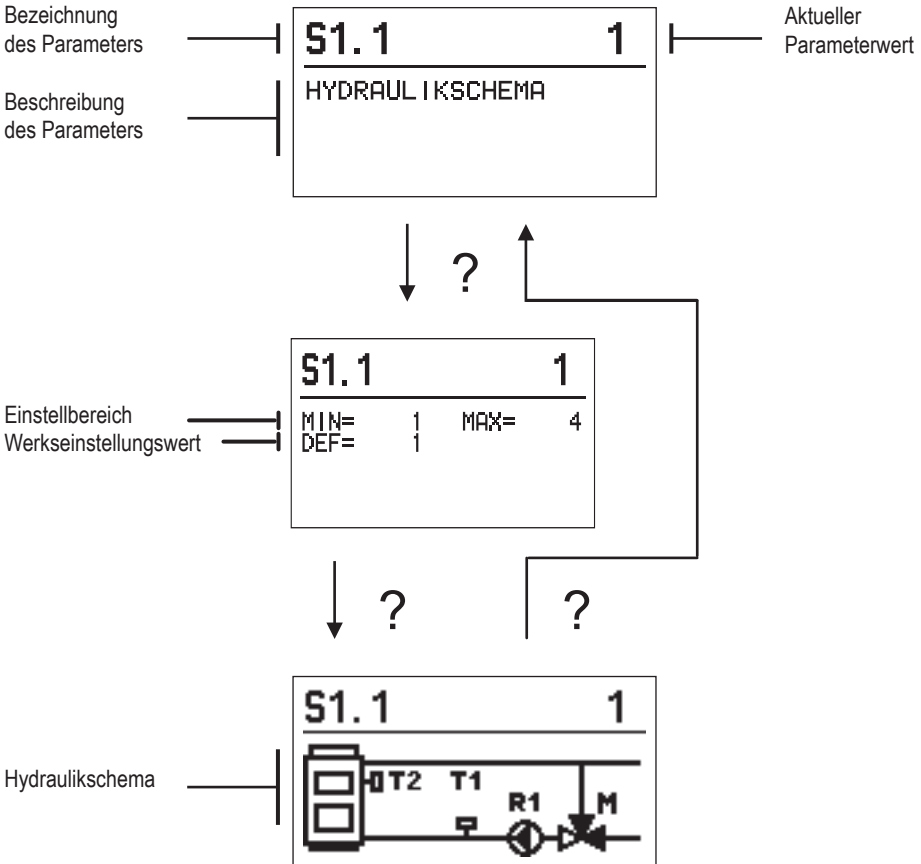 Bezeichnung
des Parameters
S1.1 1
Aktueller
Parameterwert
Beschreibung
des Parameters
HYDRAULIKSCHEMA
?
S1.1 1
Einstellbereich
MIN= 1 MAX= 4
Werkseinstellungswert
DEF= 1
? ?
S1.1 1
Hydraulikschema
T2 T1
R1 M